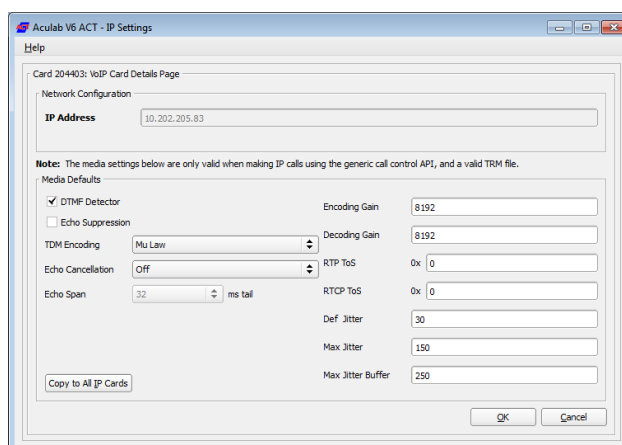 Aculab V6 ACT - IP Settings
Help
Card 204403: VoIP Card Details Page
Network Configuration
IP Address
10.202.205.83
Note: The media settings below are only valid when making IP calls using the generic call control API, and a valid TRM file.
Media Defaults
DTMF Detector
Echo Suppression
TDM Encoding Mu Law
Echo Cancellation Off
Echo Span 32 ms tail
Copy to All IP Cards
Encoding Gain 8192
Decoding Gain 8192
RTP ToS 0x 0
RTCP ToS 0x 0
Def Jitter 30
Max Jitter 150
Max Jitter Buffer 250
OK Cancel